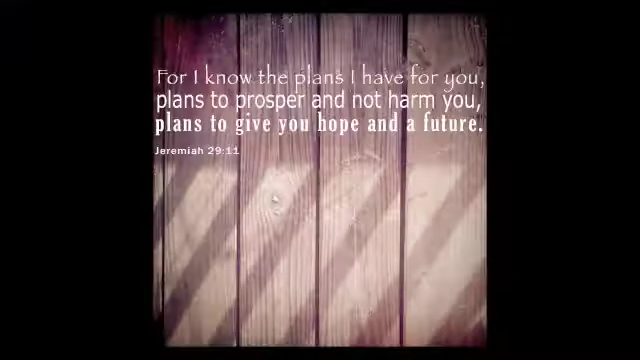 For I know the plans I have for you,
plans to prosper and not harm you,
plans to give you hope and a future.
Jeremiah 29:11